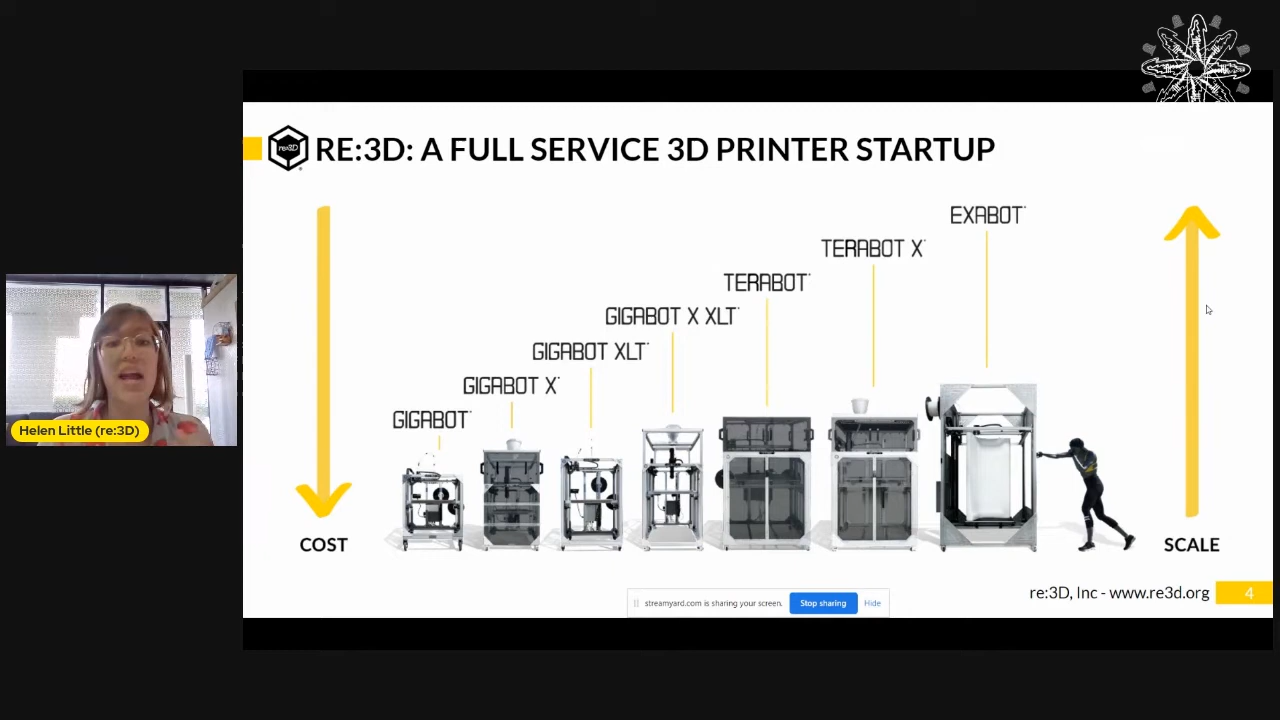 re:3D
RE:3D: A FULL SERVICE 3D PRINTER STARTUP
EXABOT
TERABOT X
TERABOT
GIGABOT X XLT
GIGABOT XLT
GIGABOT X
GIGABOT
Helen Little (re:3D)
COST
SCALE
re:3D, Inc - www.re3d.org
4
streamyard.com is sharing your screen.
Stop sharing
Hide